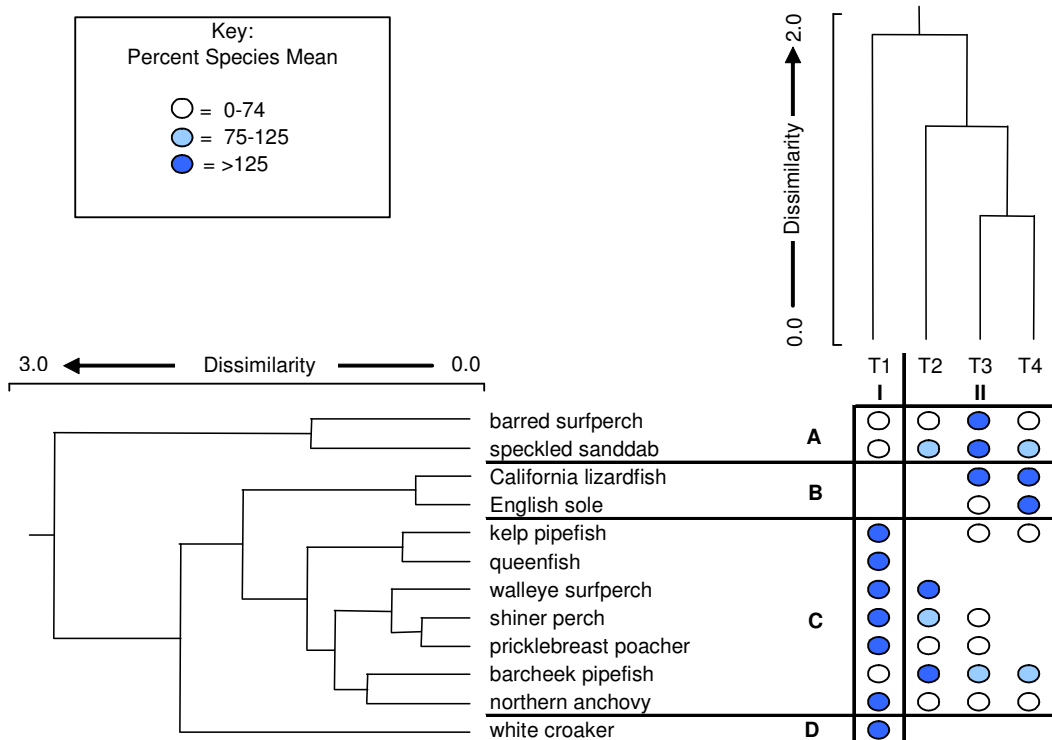 Key:
Percent Species Mean
= 0-74
= 75-125
= >125
2.0
Dissimilarity
0.0
3.0 Dissimilarity 0.0
T1 T2 T3 T4
I II
barred surfperch
A
speckled sanddab
California lizardfish
B
English sole
kelp pipefish
queenfish
walleye surfperch
shiner perch
C
pricklebreast poacher
barcheek pipefish
northern anchovy
white croaker D